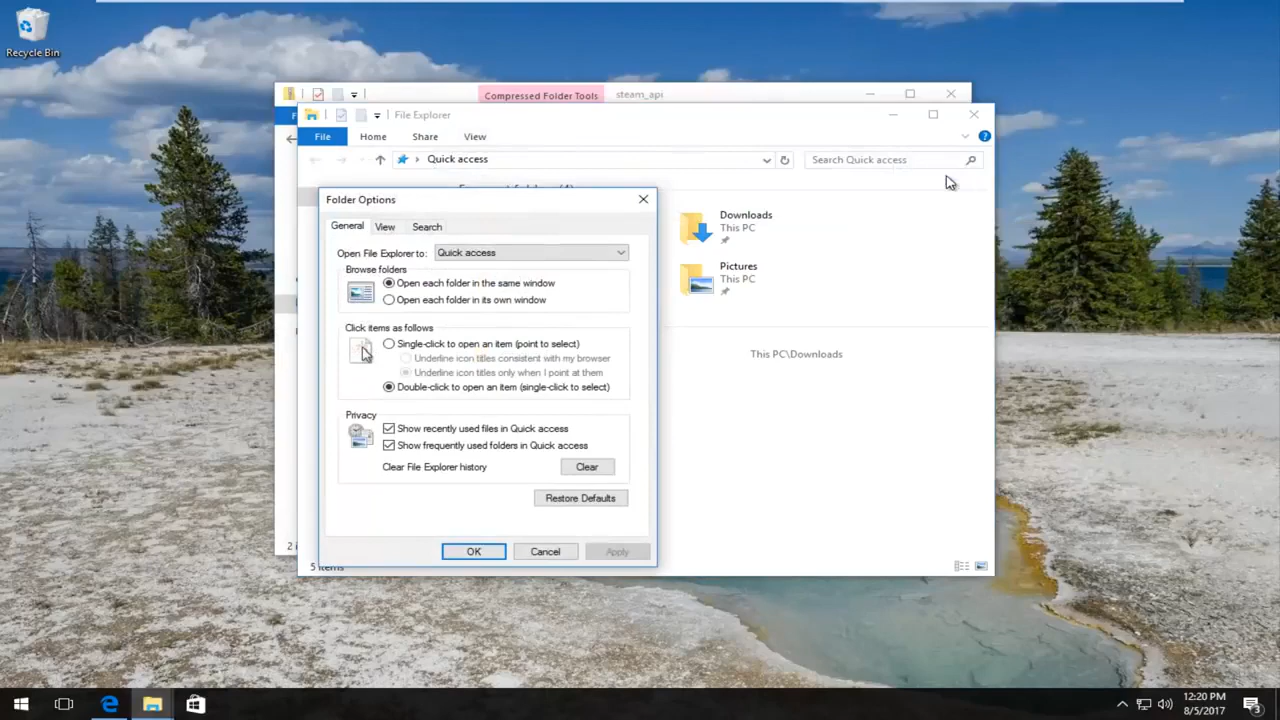 Recycle Bin
Compressed Folder Tools
steam_api
F
File Explorer
File
Home
Share
View
Quick access
Search Quick access
Folder Options
General
View
Search
Open File Explorer to:
Quick access
Browse folders
Open each folder in the same window
Open each folder in its own window
Click items as follows
Single-click to open an item (point to select)
Underline icon titles consistent with my browser
Underline icon titles only when I point at them
Double-click to open an item (single-click to select)
Privacy
Show recently used files in Quick access
Show frequently used folders in Quick access
Clear File Explorer history
Clear
Restore Defaults
OK
Cancel
Apply
Downloads
This PC
Pictures
This PC
This PC\Downloads
2 i
5 items
12:20 PM
8/5/2017
3